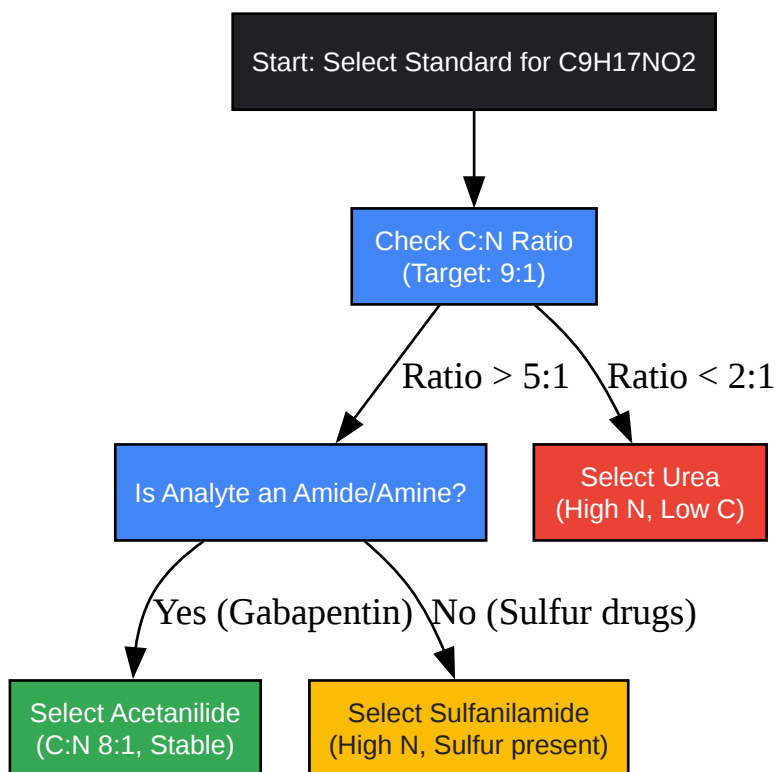 Start: Select Standard for C9H17NO2
Check C:N Ratio
(Target: 9:1)
Ratio > 5:1
Ratio < 2:1
Is Analyte an Amide/Amine?
Select Urea
(High N, Low C)
Yes (Gabapentin)
No (Sulfur drugs)
Select Acetanilide
(C:N 8:1, Stable)
Select Sulfanilamide
(High N, Sulfur present)